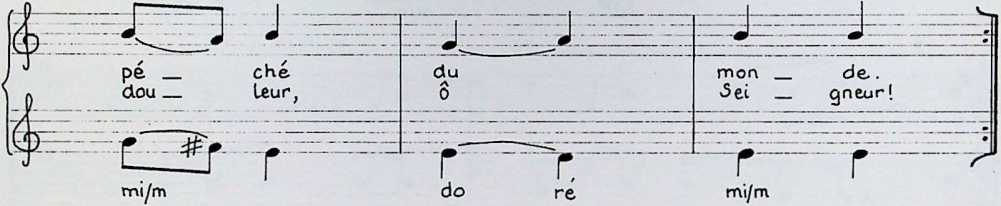 pé _ ché du mon _ de.
dou _ leur, ô Sei _ gneur!
mi/m do ré mi/m